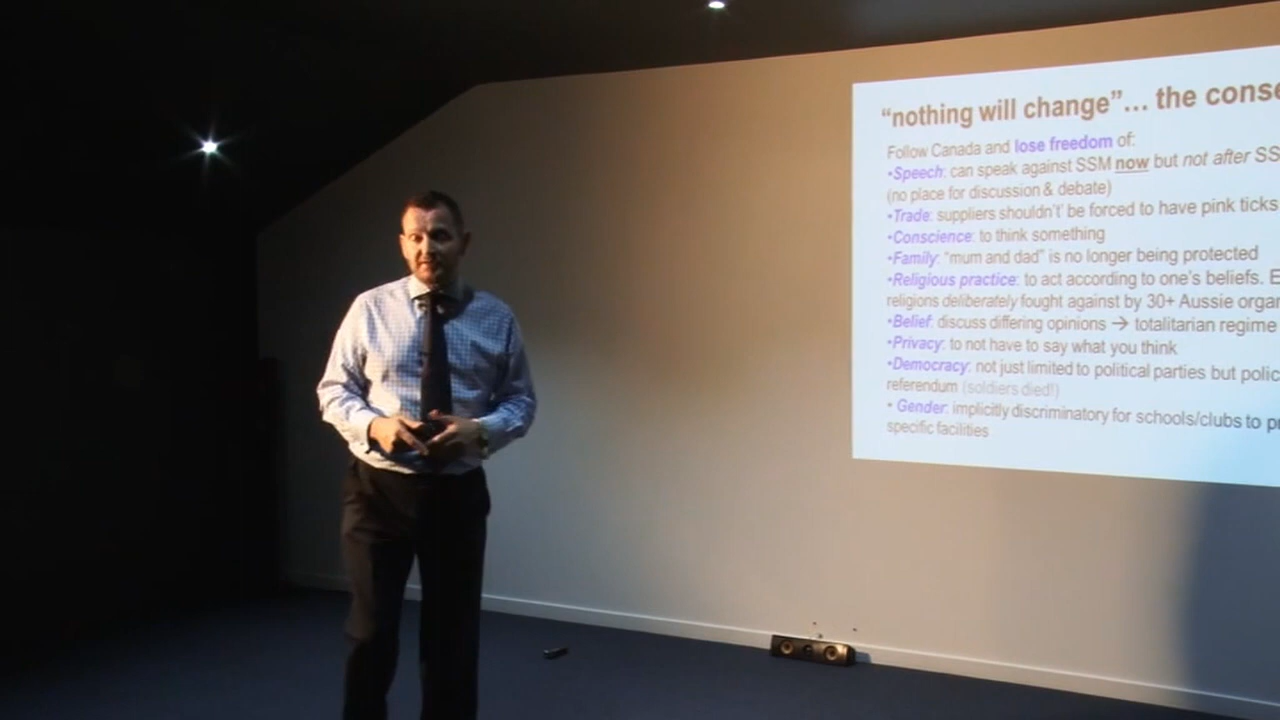 “nothing will change”… the conse
Follow Canada and lose freedom of:
•Speech: can speak against SSM now but not after SS
(no place for discussion & debate)
•Trade: suppliers shouldn’t’ be forced to have pink ticks
•Conscience: to think something
•Family: “mum and dad” is no longer being protected
•Religious practice: to act according to one’s beliefs. E
religions deliberately fought against by 30+ Aussie organ
•Belief: discuss differing opinions → totalitarian regime
•Privacy: to not have to say what you think
•Democracy: not just limited to political parties but polic
referendum (soldiers died!)
• Gender: implicitly discriminatory for schools/clubs to pr
specific facilities